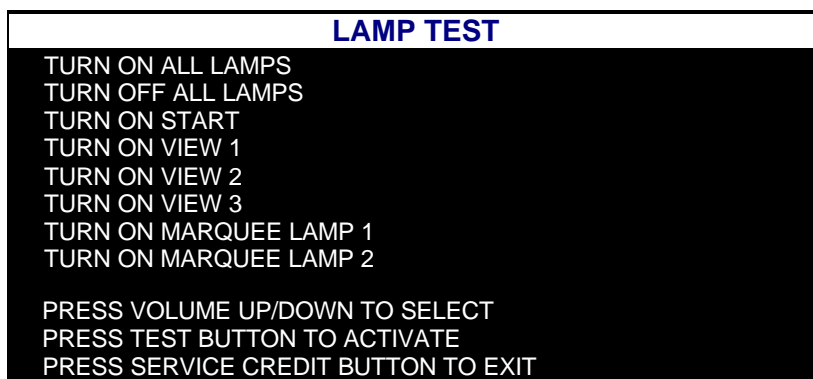 LAMP TEST
TURN ON ALL LAMPS
TURN OFF ALL LAMPS
TURN ON START
TURN ON VIEW 1
TURN ON VIEW 2
TURN ON VIEW 3
TURN ON MARQUEE LAMP 1
TURN ON MARQUEE LAMP 2
PRESS VOLUME UP/DOWN TO SELECT
PRESS TEST BUTTON TO ACTIVATE
PRESS SERVICE CREDIT BUTTON TO EXIT